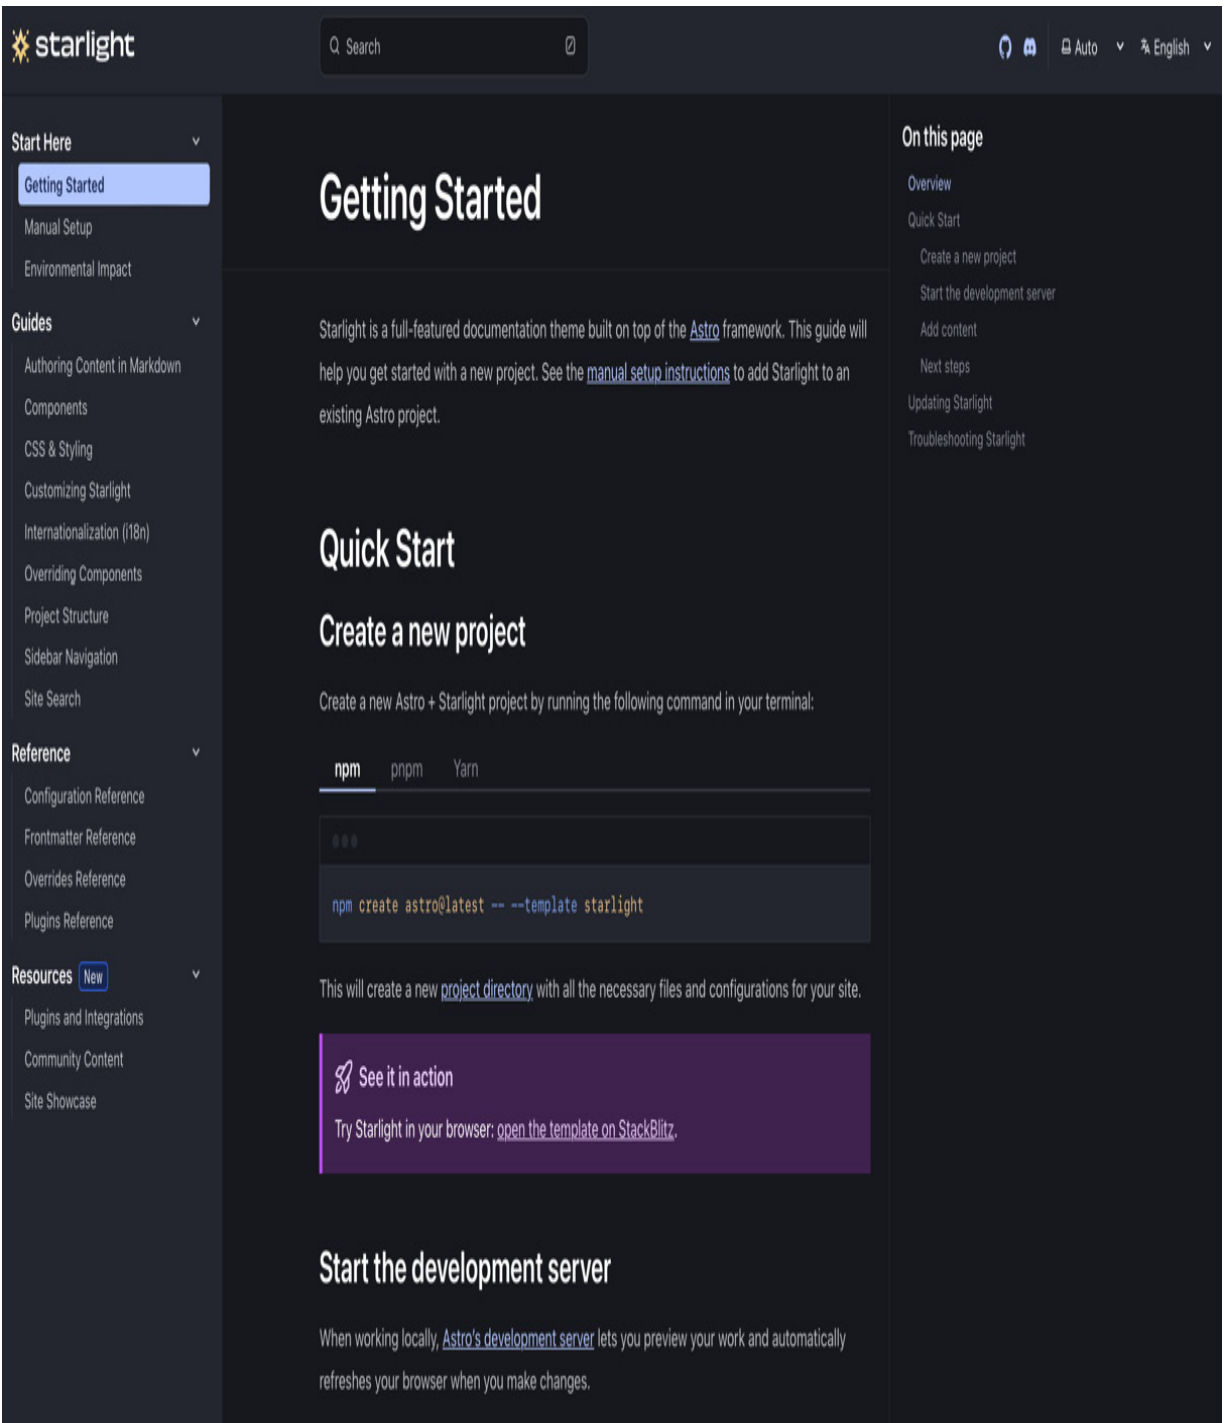 starlight
Search
Auto
English
Start Here
Getting Started
Manual Setup
Environmental Impact
Guides
Authoring Content in Markdown
Components
CSS & Styling
Customizing Starlight
Internationalization (i18n)
Overriding Components
Project Structure
Sidebar Navigation
Site Search
Reference
Configuration Reference
Frontmatter Reference
Overrides Reference
Plugins Reference
Resources New
Plugins and Integrations
Community Content
Site Showcase
Getting Started
Starlight is a full-featured documentation theme built on top of the Astro framework. This guide will
help you get started with a new project. See the manual setup instructions to add Starlight to an
existing Astro project.
Quick Start
Create a new project
Create a new Astro + Starlight project by running the following command in your terminal:
npm pnpm Yarn
npm create astro@latest -- --template starlight
This will create a new project directory with all the necessary files and configurations for your site.
See it in action
Try Starlight in your browser: open the template on StackBlitz.
Start the development server
When working locally, Astro's development server lets you preview your work and automatically
refreshes your browser when you make changes.
On this page
Overview
Quick Start
Create a new project
Start the development server
Add content
Next steps
Updating Starlight
Troubleshooting Starlight